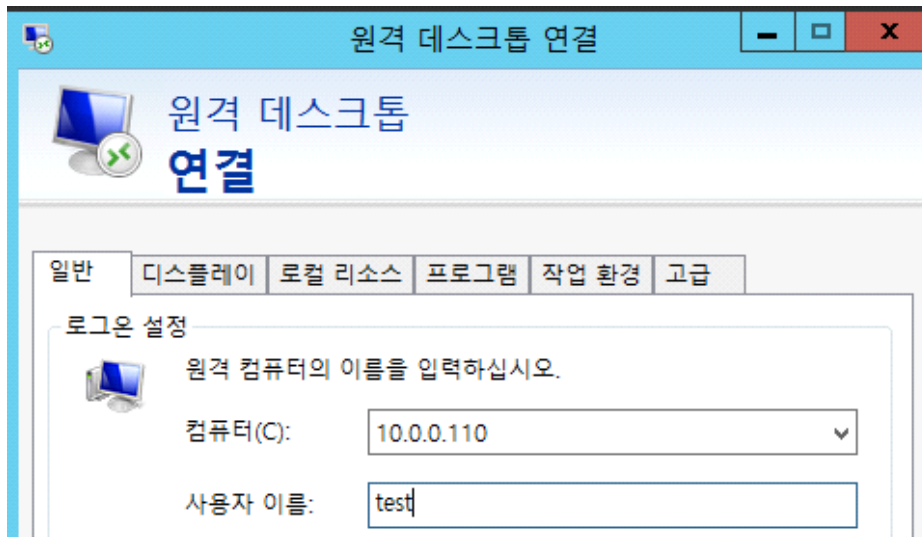 원격 데스크톱 연결
원격 데스크톱
연결
일반 디스플레이 로컬 리소스 프로그램 작업 환경 고급
로그온 설정
원격 컴퓨터의 이름을 입력하십시오.
컴퓨터(C): 10.0.0.110
사용자 이름: test